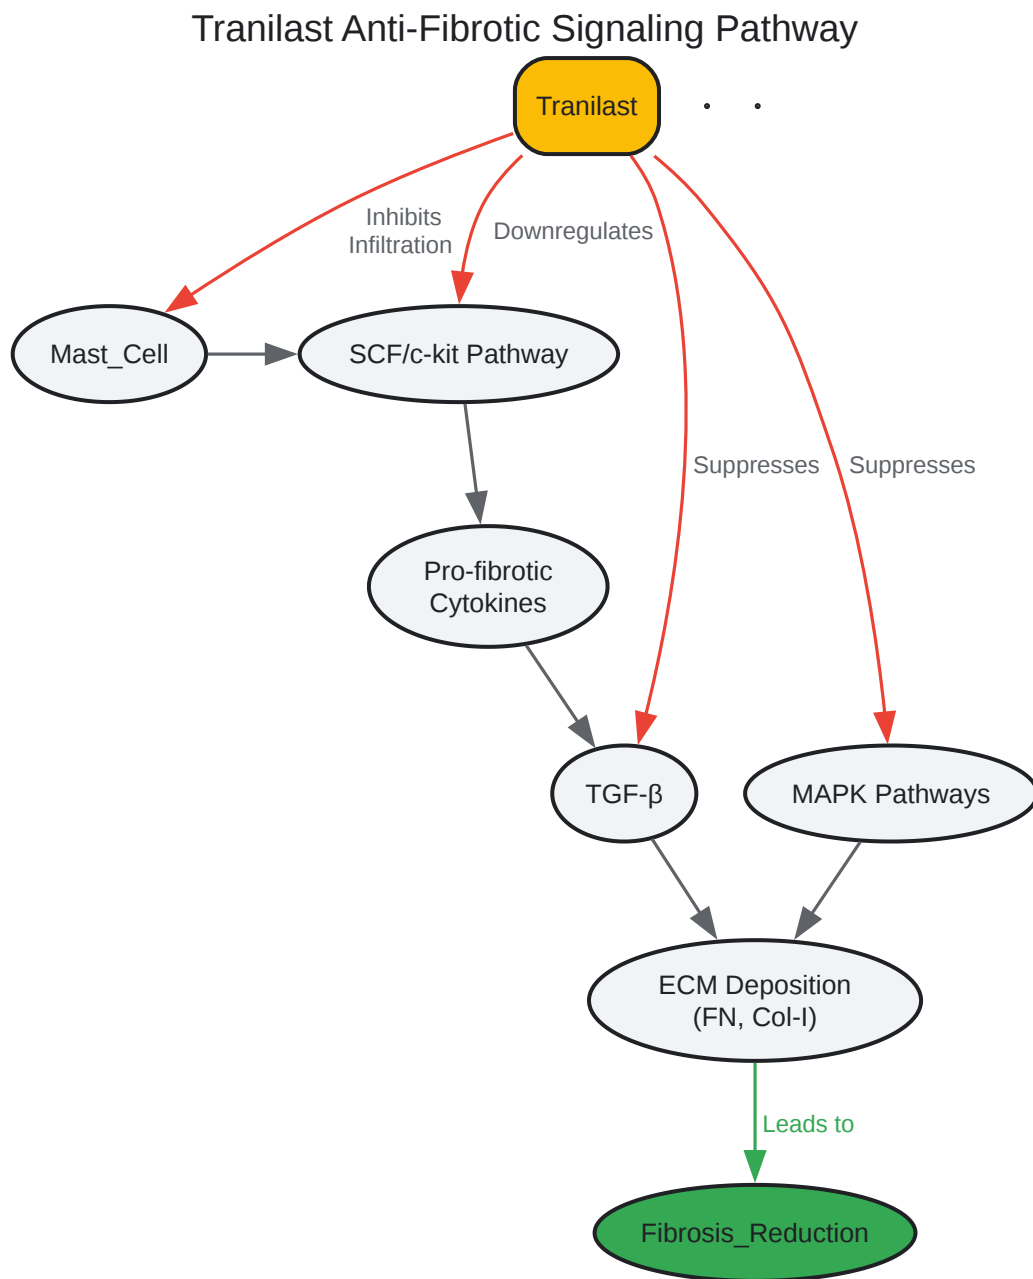 Tranilast Anti-Fibrotic Signaling Pathway
Tranilast
Inhibits
Infiltration
Downregulates
Mast_Cell
SCF/c-kit Pathway
Suppresses
Suppresses
Pro-fibrotic
Cytokines
TGF-β
MAPK Pathways
ECM Deposition
(FN, Col-I)
Leads to
Fibrosis_Reduction